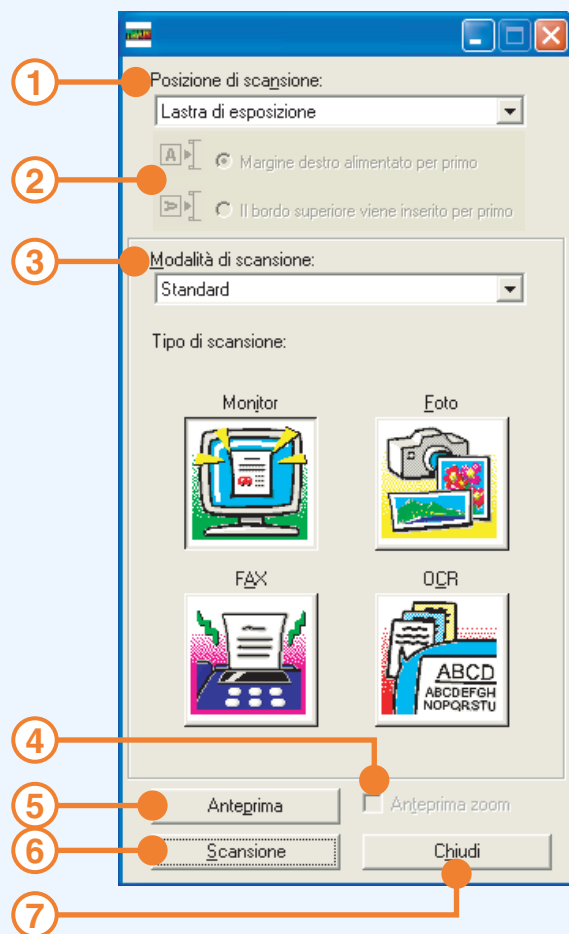 1
Posizione di scansione:
Lastra di esposizione
2
A
Margine destro alimentato per primo
A
Il bordo superiore viene inserito per primo
3
Modalità di scansione:
Standard
Tipo di scansione:
Monitor
Foto
FAX
OCR
ABCD
ABCDEFGH
NOPQRSTU
4
5
Anteprima
Anteprima zoom
6
Scansione
Chiudi
7